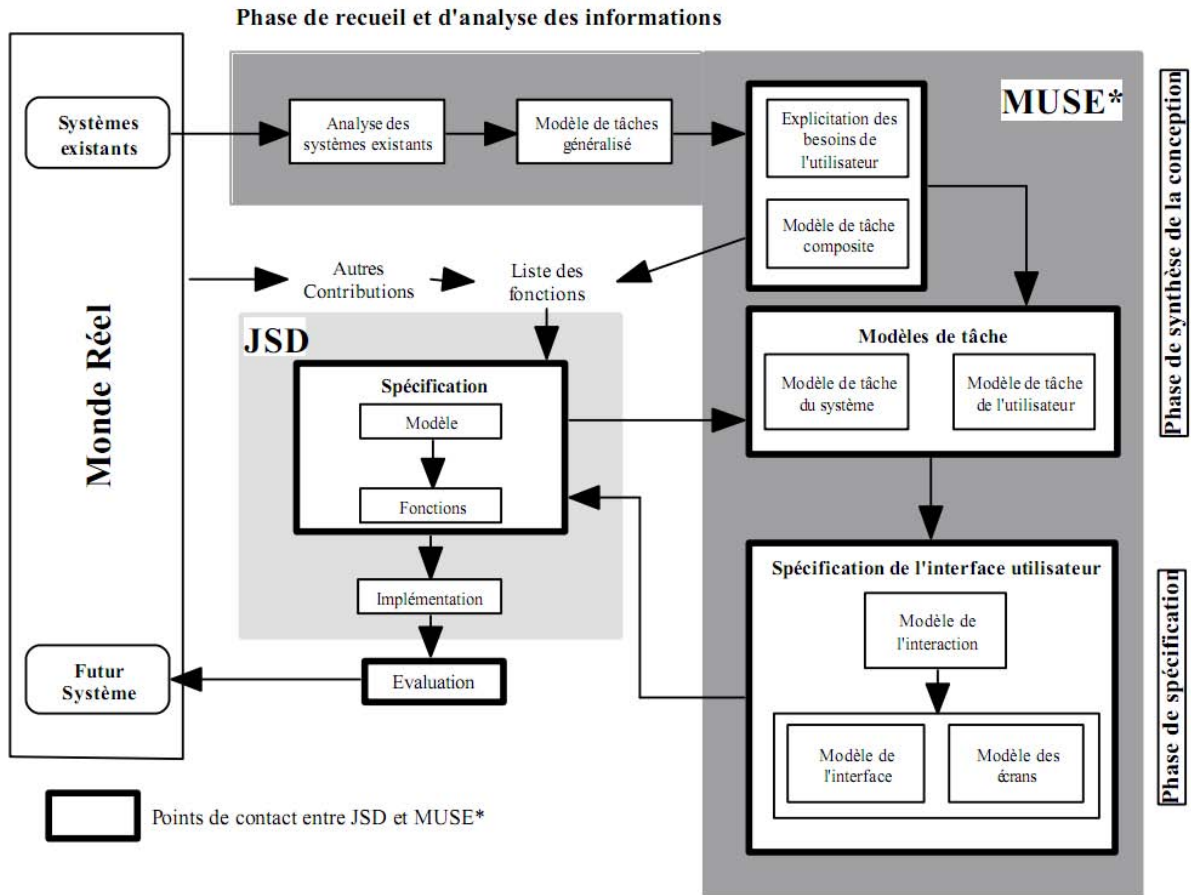 Phase de recueil et d'analyse des informations
MUSE*
Systèmes
existants
Analyse des
systèmes existants
Modèle de tâches
généralisé
Explicitation des
besoins de
l'utilisateur
Modèle de tâche
composite
Phase de synthèse de la conception
Monde Réel
Autres
Contributions
Liste des
fonctions
JSD
Spécification
Modèle
Fonctions
Modèles de tâche
Modèle de tâche
du système
Modèle de tâche
de l'utilisateur
Implémentation
Spécification de l'interface utilisateur
Modèle de
l'interaction
Modèle de
l'interface
Modèle des
écrans
Phase de spécification
Futur
Système
Evaluation
Points de contact entre JSD et MUSE*